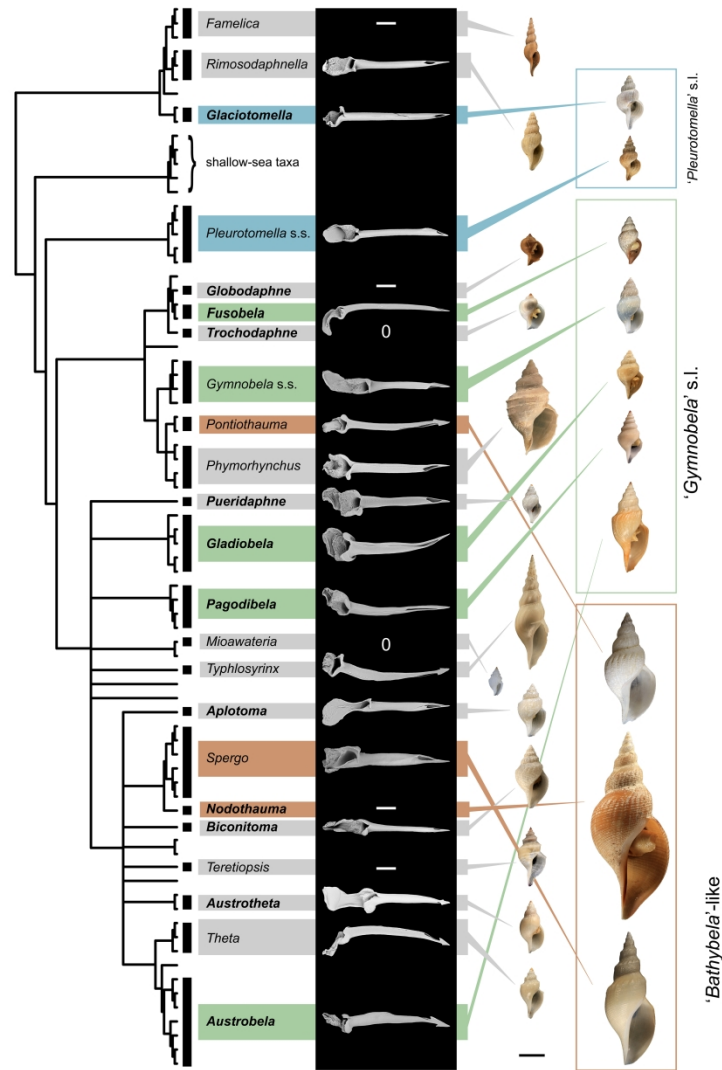 Famelica
Rimosodaphnella
Glaciotomella
shallow-sea taxa
Pleurotomella s.s.
Globodaphne
Fusobela
Trochodaphne
0
Gymnobela s.s.
Pontiothauma
Phymorhynchus
Pueridaphne
Gladiobela
Pagodibela
Mioawateria
0
Typhlosyrinx
Aplotoma
Spergo
Nodothauma
Biconitoma
Teretiopsis
Austrotheta
Theta
Austrobela
'Pleurotomella' s.l.
'Gymnobela' s.l.
'Bathybela'-like